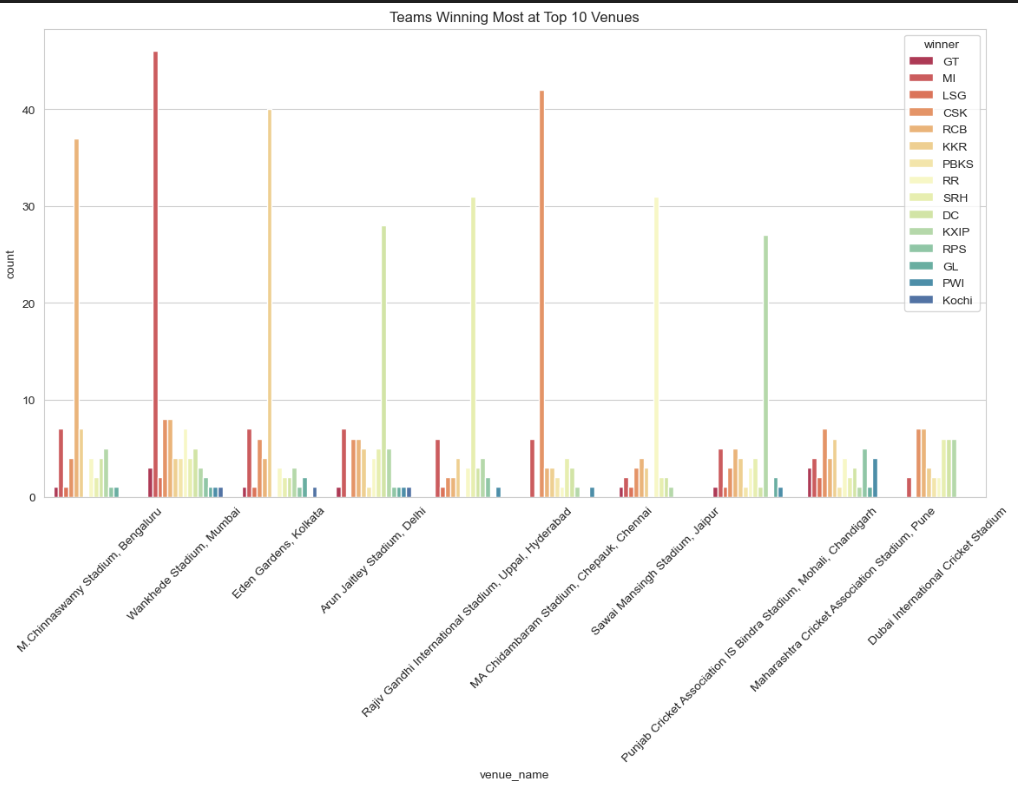 Teams Winning Most at Top 10 Venues
winner
GT
MI
LSG
CSK
RCB
KKR
PBKS
RR
SRH
DC
KXIP
RPS
GL
PWI
Kochi
count
40
30
20
10
0
M.Chinnaswamy Stadium, Bengaluru
Wankhede Stadium, Mumbai
Eden Gardens, Kolkata
Arun Jaitley Stadium, Delhi
Rajiv Gandhi International Stadium, Uppal, Hyderabad
MA Chidambaram Stadium, Chepauk, Chennai
Sawai Mansingh Stadium, Jaipur
Punjab Cricket Association IS Bindra Stadium, Mohali, Chandigarh
Maharashtra Cricket Association Stadium, Pune
Dubai International Cricket Stadium
venue_name